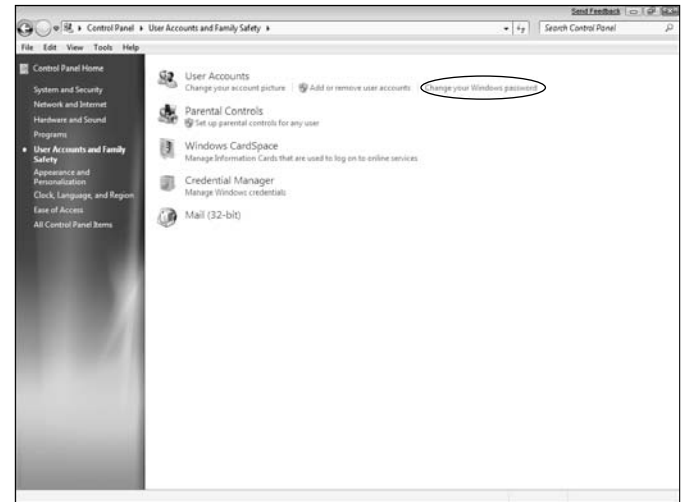 Send Feedback
Control Panel ▸ User Accounts and Family Safety ▸
Search Control Panel
File Edit View Tools Help
Control Panel Home
System and Security
Network and Internet
Hardware and Sound
Programs
User Accounts and Family
Safety
Appearance and
Personalization
Clock, Language, and Region
Ease of Access
All Control Panel Items
User Accounts
Change your account picture Add or remove user accounts Change your Windows password
Parental Controls
Set up parental controls for any user
Windows CardSpace
Manage Information Cards that are used to log on to online services
Credential Manager
Manage Windows credentials
Mail (32-bit)